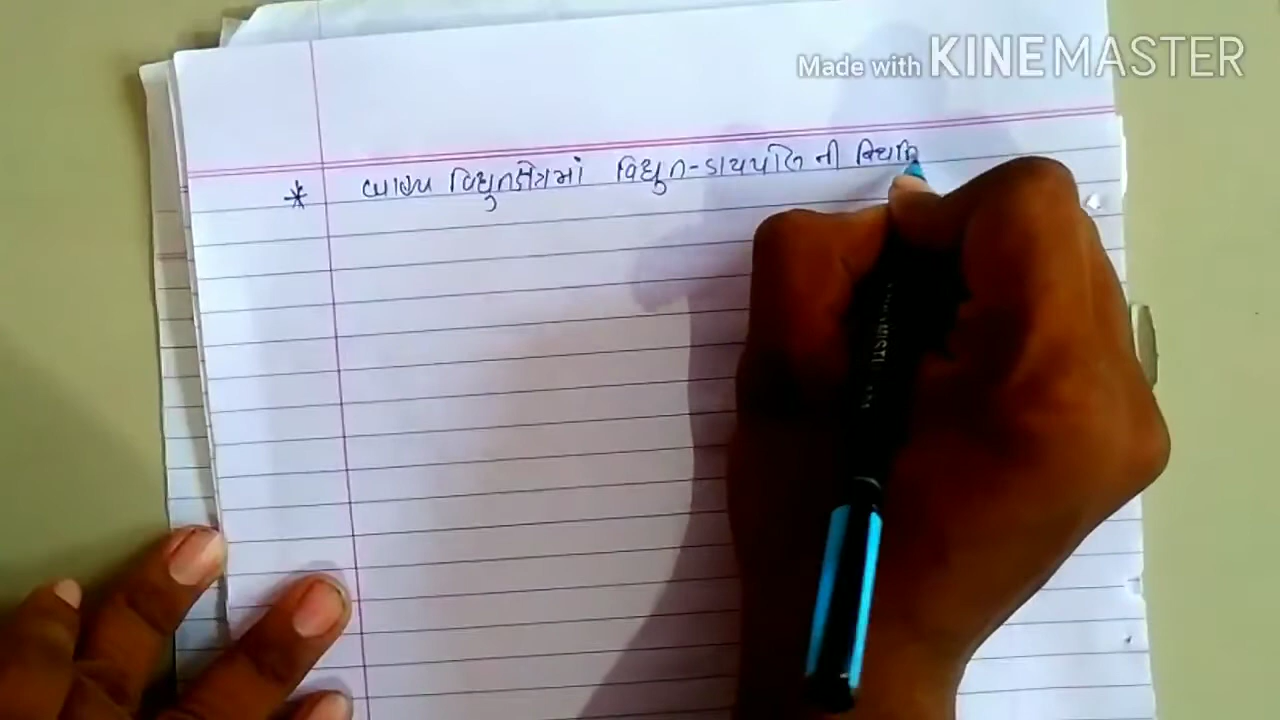 Made with KINEMASTER
* બાહ્ય વિદ્યુતક્ષેત્રમાં વિદ્યુત-ડાયપોલ ની